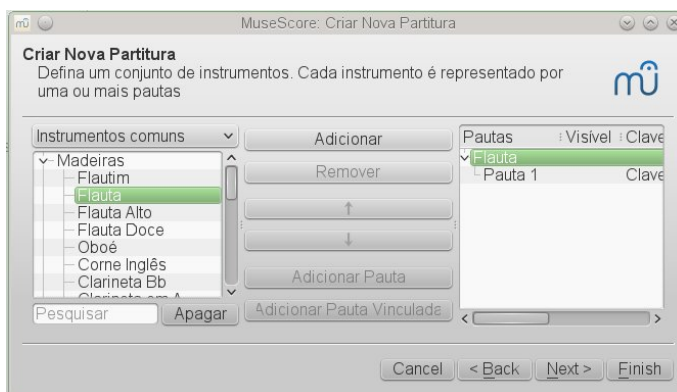 MuseScore: Criar Nova Partitura
Criar Nova Partitura
Defina um conjunto de instrumentos. Cada instrumento é representado por
uma ou mais pautas
mû
Instrumentos comuns
Madeiras
Flautim
Flauta
Flauta Alto
Flauta Doce
Oboé
Corne Inglês
Clarineta Bb
Pesquisar
Apagar
Adicionar
Remover
Adicionar Pauta
Adicionar Pauta Vinculada
Pautas Visível Clave
Flauta
Pauta 1 Clave
Cancel < Back Next > Finish